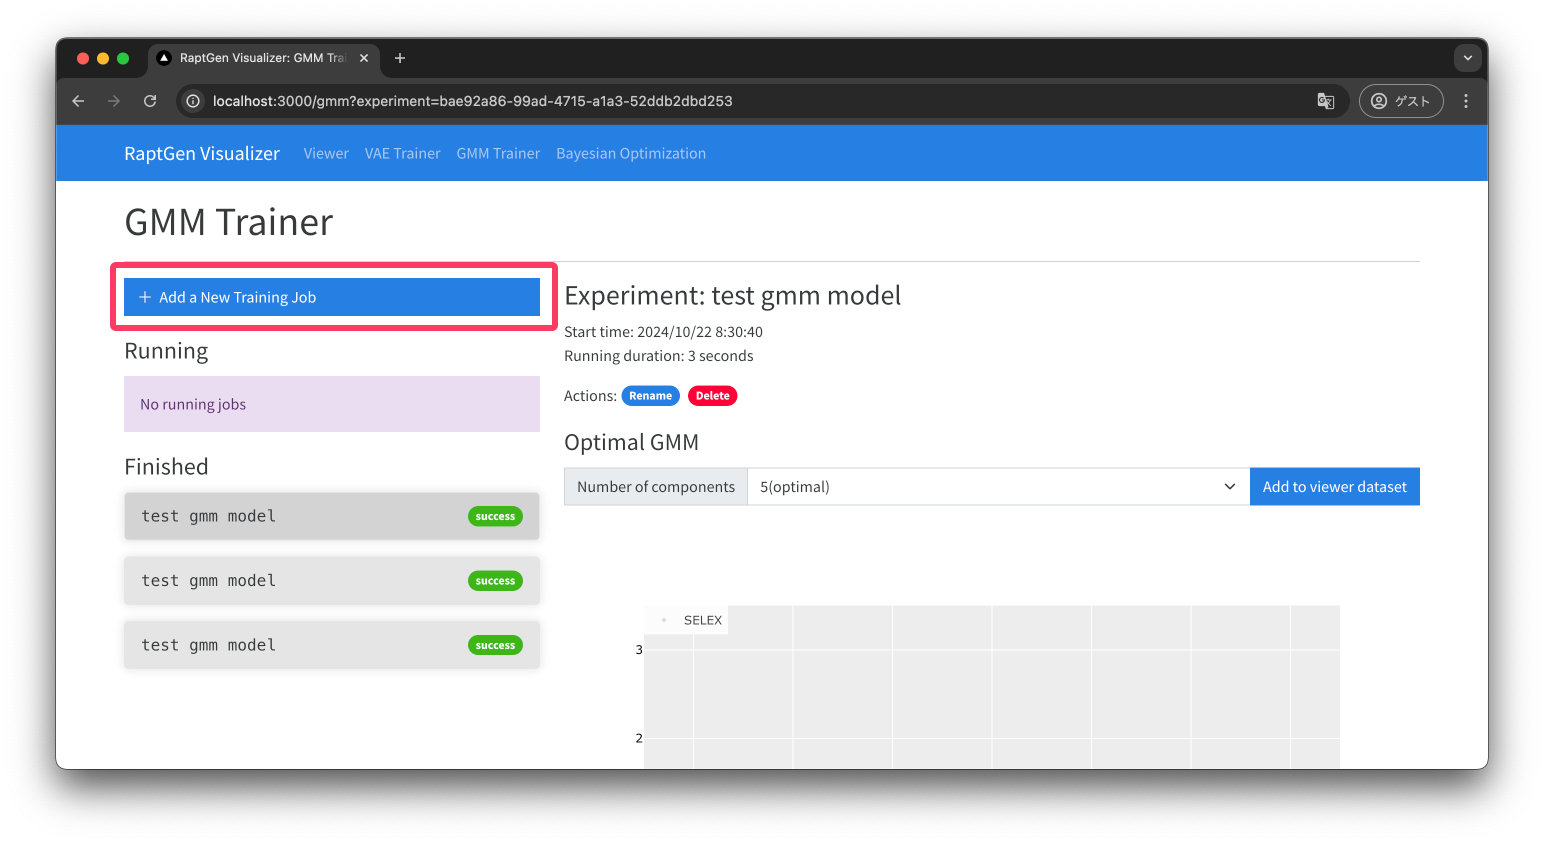 RaptGen Visualizer: GMM Trai
localhost:3000/gmm?experiment=bae92a86-99ad-4715-a1a3-52ddb2dbd253
ゲスト
RaptGen Visualizer Viewer VAE Trainer GMM Trainer Bayesian Optimization
GMM Trainer
+ Add a New Training Job
Running
No running jobs
Finished
test gmm model success
test gmm model success
test gmm model success
Experiment: test gmm model
Start time: 2024/10/22 8:30:40
Running duration: 3 seconds
Actions: Rename Delete
Optimal GMM
Number of components 5(optimal) Add to viewer dataset
SELEX
3
2